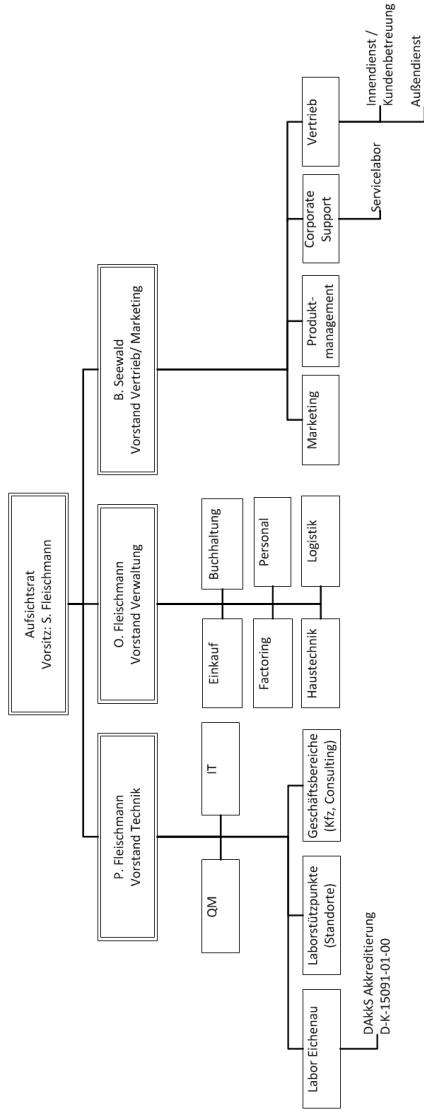 Aufsichtsrat
Vorsitz: S. Fleischmann
P. Fleischmann
Vorstand Technik
O. Fleischmann
Vorstand Verwaltung
B. Seewald
Vorstand Vertrieb/ Marketing
QM
IT
Einkauf
Buchhaltung
Factoring
Personal
Haustechnik
Logistik
Labor Eichenau
Laborstützpunkte
(Standorte)
Geschäftsbereiche
(Kfz, Consulting)
Marketing
Produkt-
management
Corporate
Support
Vertrieb
DAkkS Akkreditierung
D-K-15091-01-00
Servicelabor
Innendienst /
Kundenbetreuung
Außendienst